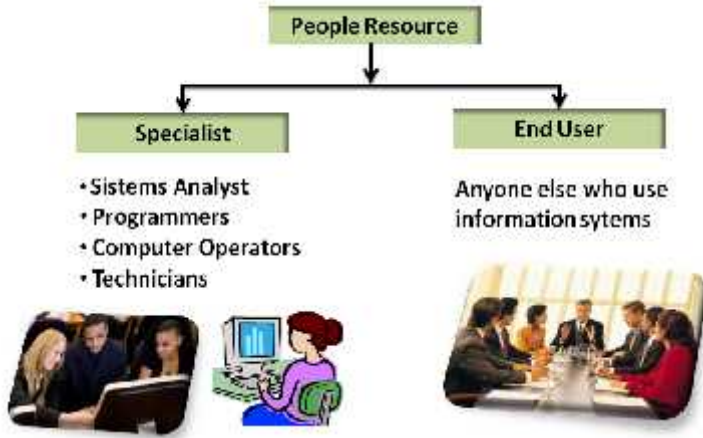 People Resource
Specialist
End User
• Sistems Analyst
• Programmers
• Computer Operators
• Technicians
Anyone else who use
information sytems